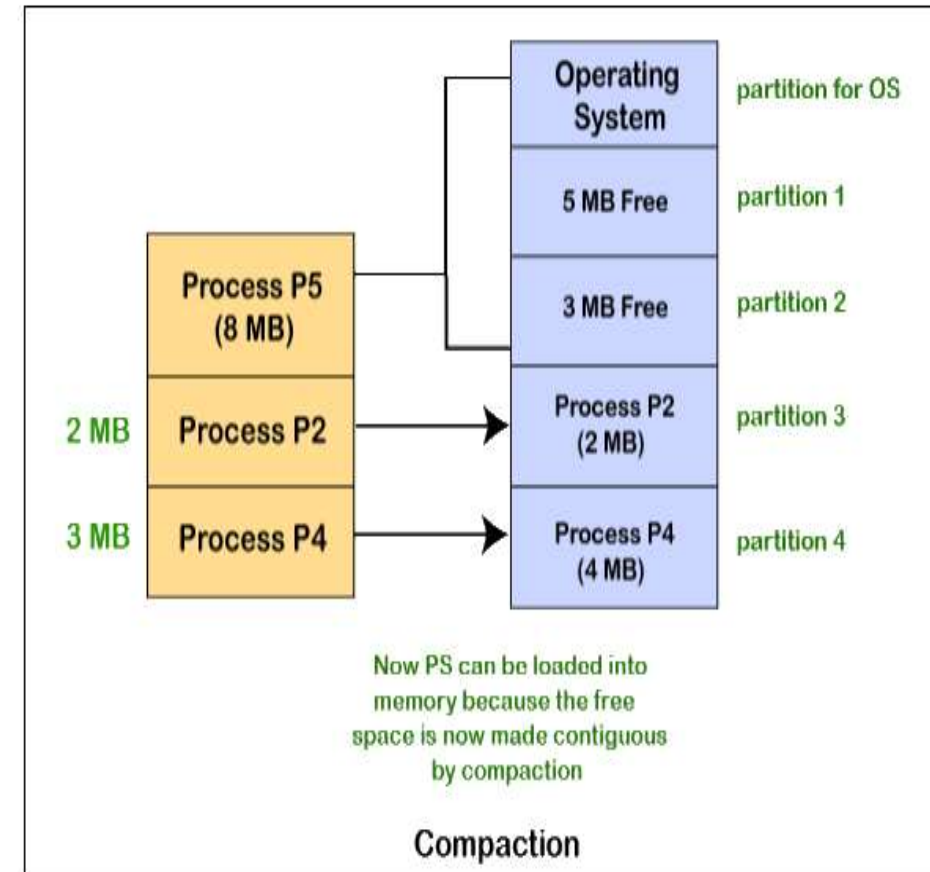 Operating
System
partition for OS
5 MB Free
partition 1
Process P5
(8 MB)
3 MB Free
partition 2
2 MB
Process P2
Process P2
(2 MB)
partition 3
3 MB
Process P4
Process P4
(4 MB)
partition 4
Now PS can be loaded into
memory because the free
space is now made contiguous
by compaction
Compaction